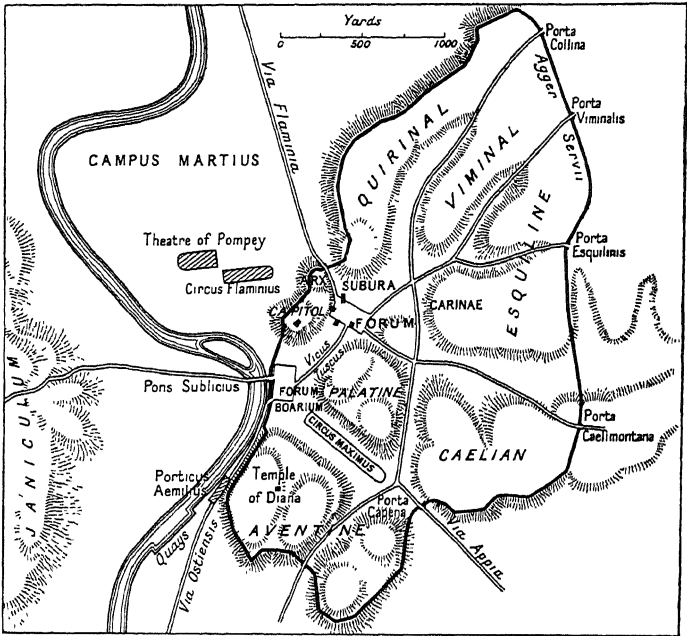 Yards
0 500 1000
Porta
Collina
Via Flaminia
Agger
Servii
Porta
Viminalis
CAMPUS MARTIUS
QUIRINAL
VIMINAL
ESQUILINE
Theatre of Pompey
Circus Flaminius
Porta
Esquilinis
ARX
SUBURA
CAPITOL
FORUM
CARINAE
Vicus
Tuscus
Pons Sublicius
FORUM
BOARIUM
PALATINE
CIRCUS MAXIMUS
JANICULUM
Porta
Caelimontana
CAELIAN
Porticus
Aemilius
Temple
of Diana
Porta
Capena
AVENTINE
Quays
Via Ostiensis
Via Appia